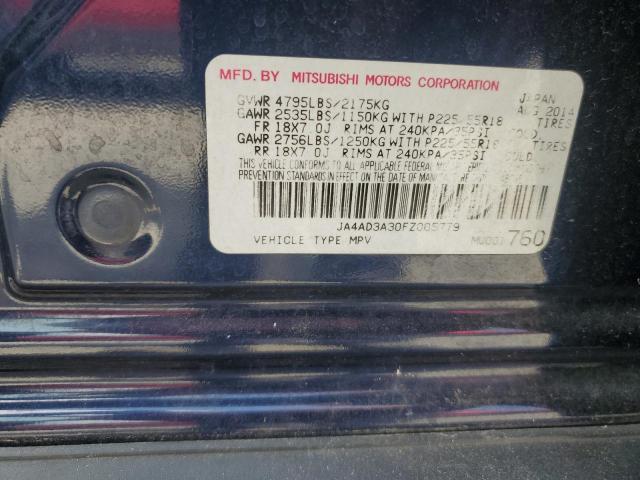 MFD. BY MITSUBISHI MOTORS CORPORATION JAPAN
GVWR 4795LBS/2175KG AUG 2014
GAWR 2535LBS/1150KG WITH P225/55R18 TIRES
FR 18X7.0J RIMS AT 240KPA/35PSI COLD.
GAWR 2756LBS/1250KG WITH P225/55R18 TIRES
RR 18X7.0J RIMS AT 240KPA/35PSI COLD.
THIS VEHICLE CONFORMS TO ALL APPLICABLE FEDERAL
PREVENTION STANDARDS IN EFFECT ON THE DATE OF
JA4AD3A30FZ005779
VEHICLE TYPE MPV 760